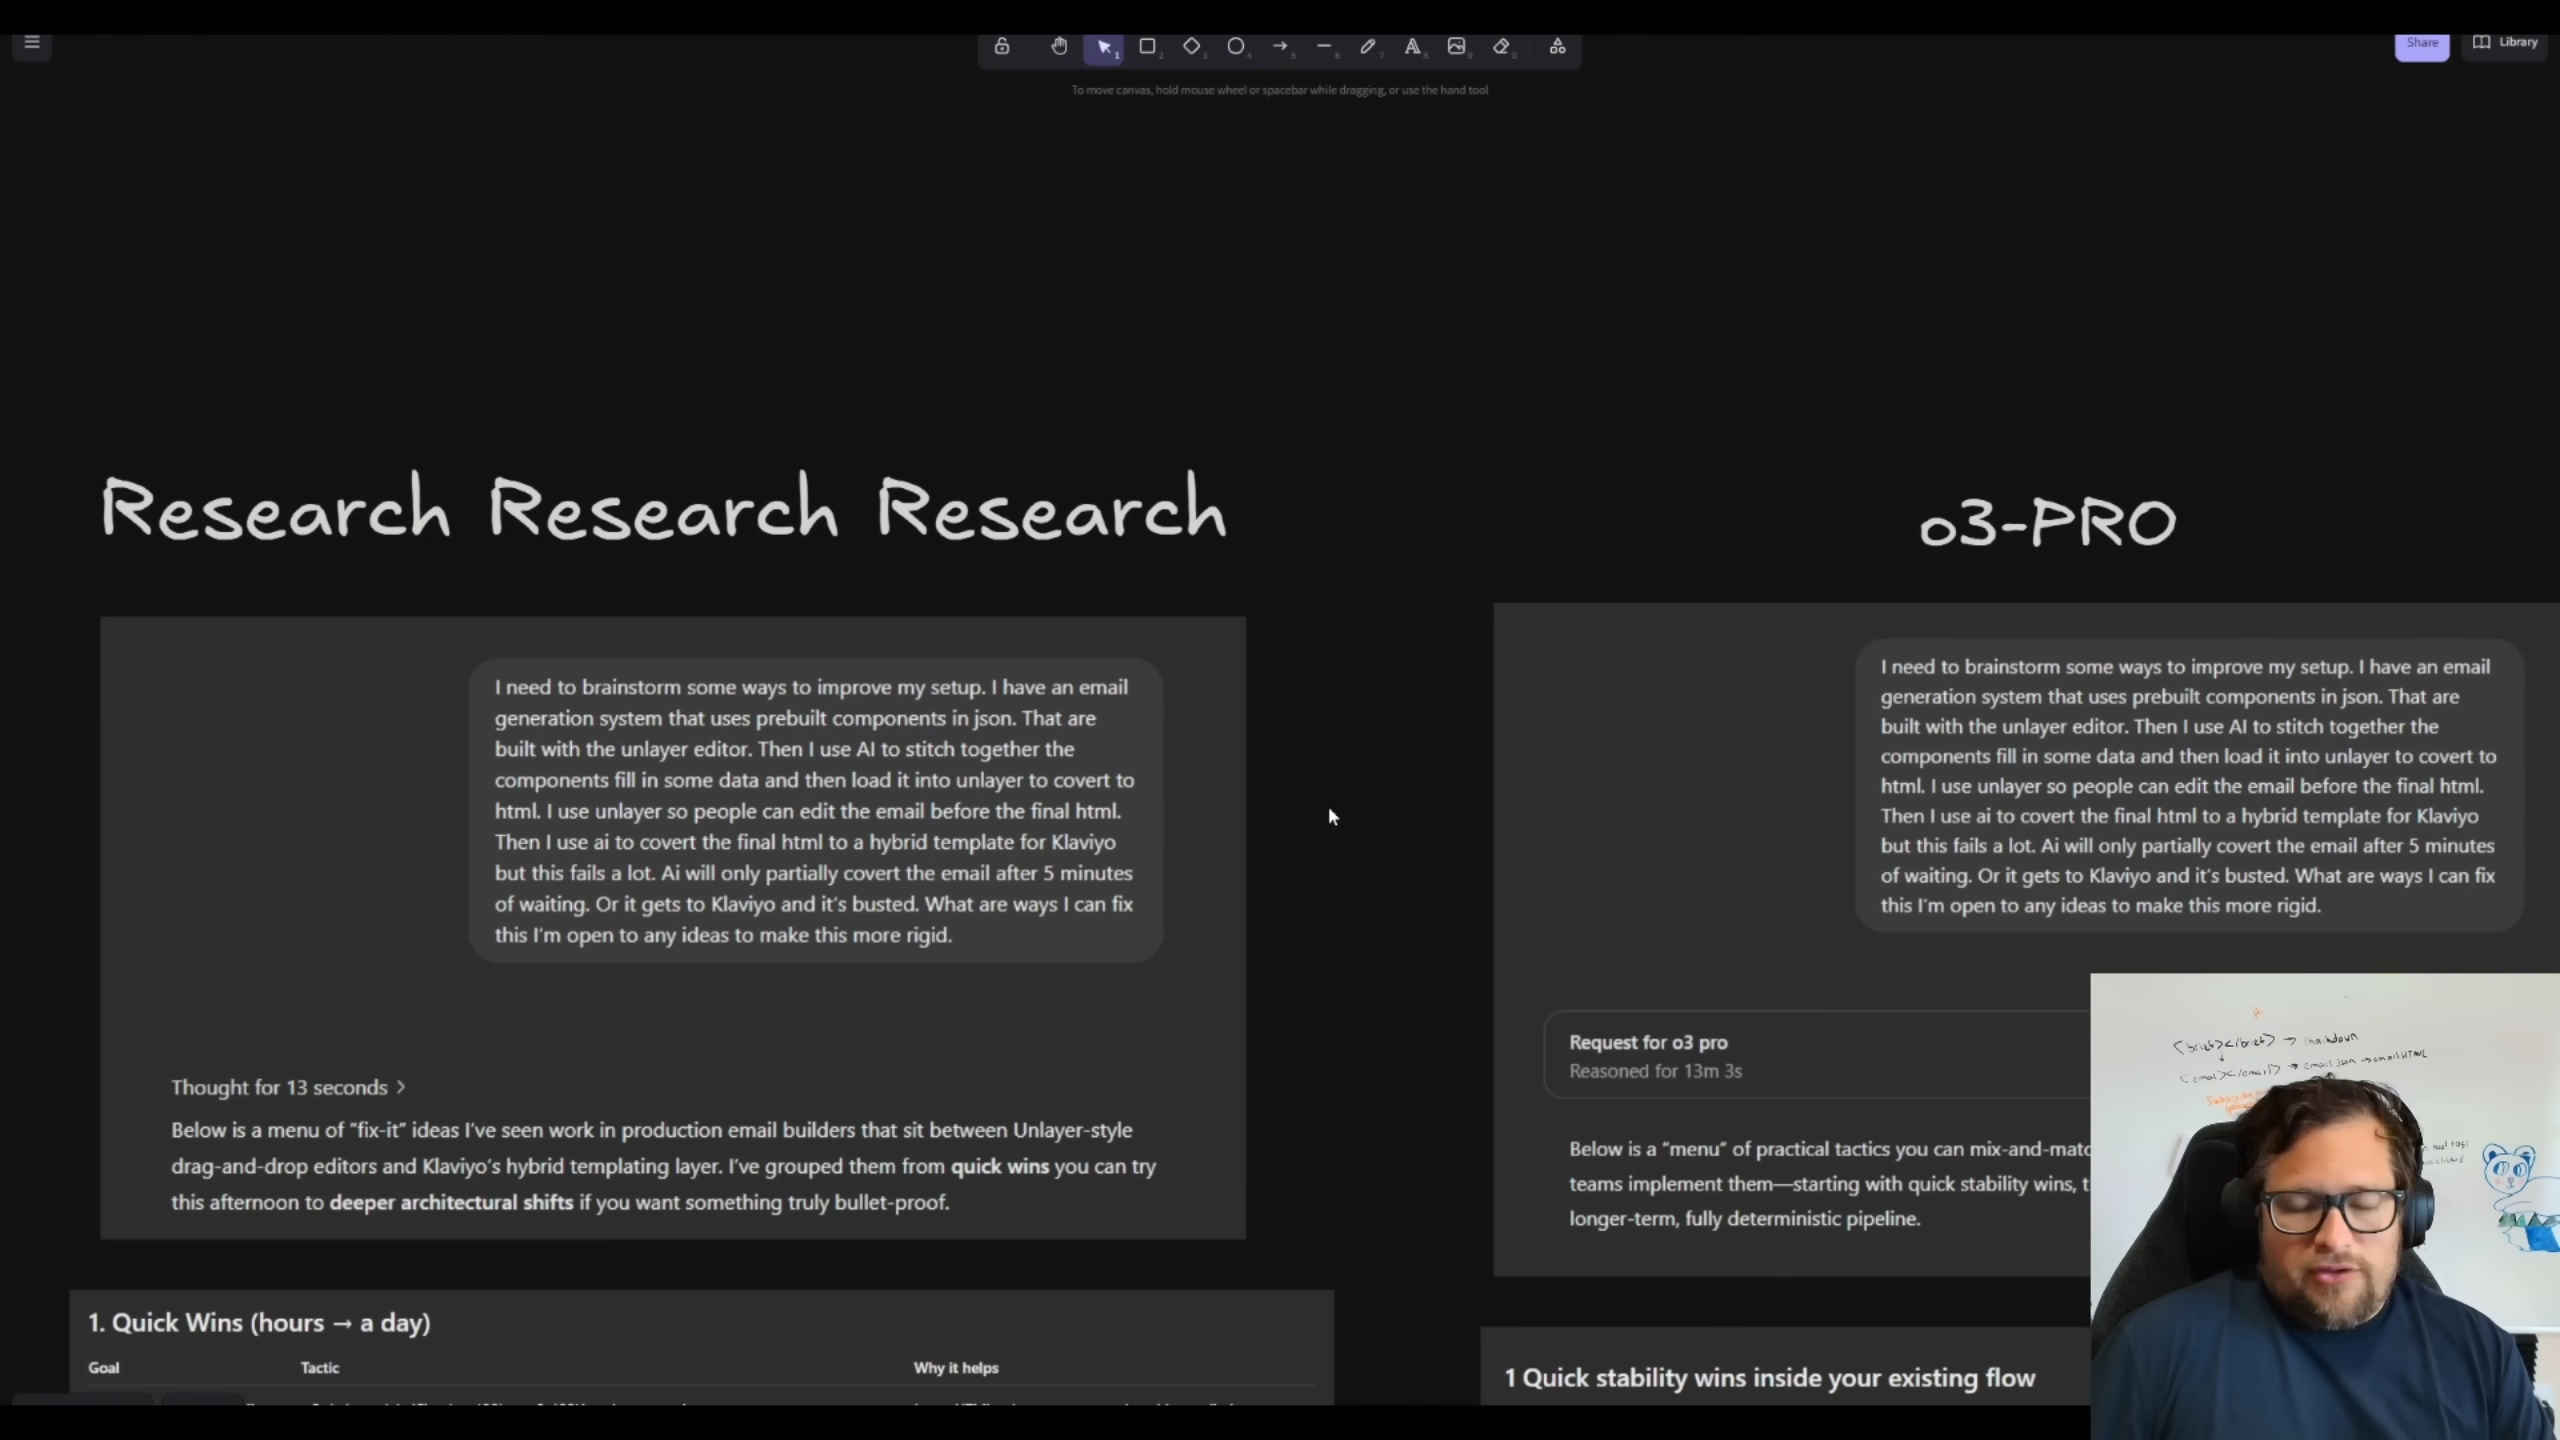 Share
Library
To move canvas, hold mouse wheel or spacebar while dragging, or use the hand tool
Research Research Research
I need to brainstorm some ways to improve my setup. I have an email
generation system that uses prebuilt components in json. That are
built with the unlayer editor. Then I use AI to stitch together the
components fill in some data and then load it into unlayer to covert to
html. I use unlayer so people can edit the email before the final html.
Then I use ai to covert the final html to a hybrid template for Klaviyo
but this fails a lot. Ai will only partially covert the email after 5 minutes
of waiting. Or it gets to Klaviyo and it's busted. What are ways I can fix
this I'm open to any ideas to make this more rigid.
Thought for 13 seconds >
Below is a menu of "fix-it" ideas I've seen work in production email builders that sit between Unlayer-style
drag-and-drop editors and Klaviyo's hybrid templating layer. I've grouped them from quick wins you can try
this afternoon to deeper architectural shifts if you want something truly bullet-proof.
1. Quick Wins (hours → a day)
Goal Tactic Why it helps
o3-PRO
I need to brainstorm some ways to improve my setup. I have an email
generation system that uses prebuilt components in json. That are
built with the unlayer editor. Then I use AI to stitch together the
components fill in some data and then load it into unlayer to covert to
html. I use unlayer so people can edit the email before the final html.
Then I use ai to covert the final html to a hybrid template for Klaviyo
but this fails a lot. Ai will only partially covert the email after 5 minutes
of waiting. Or it gets to Klaviyo and it's busted. What are ways I can fix
this I'm open to any ideas to make this more rigid.
Request for o3 pro
Reasoned for 13m 3s
Below is a "menu" of practical tactics you can mix-and-matc
teams implement them—starting with quick stability wins, t
longer-term, fully deterministic pipeline.
1 Quick stability wins inside your existing flow
<brief></brief> → markdown
<email></email> → email json → email HTML